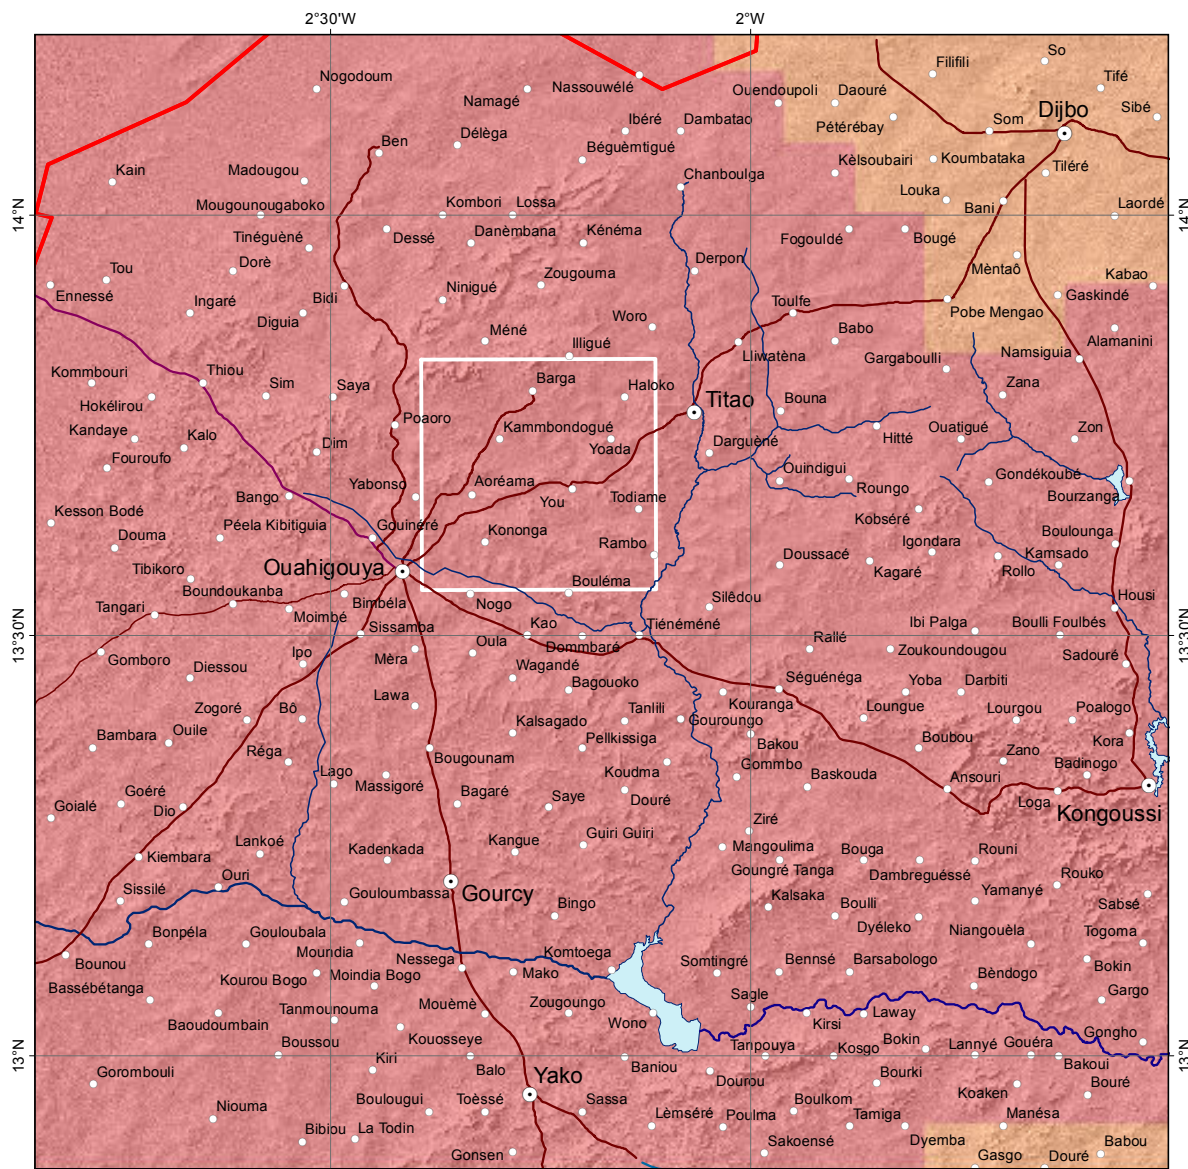 2°30'W
2°W
So
Filifili
Nogodoum
Nassouwélé
Tifé
Namagé
Ouendoupoli
Daouré
Sibé
Dijbo
Ibéré
Dambatao
Pétérébay
Som
Ben
Délèga
Béguèmtigué
Kèlsoubairi
Koumbataka
Tiléré
Kain
Madougou
Chanboulga
Louka
14°N
Mougounougaboko
Kombori
Lossa
Bani
Laordé
14°N
Tinéguèné
Dessé
Danèmbana
Kénéma
Fogouldé
Bougé
Dorè
Derpon
Mèntaô
Tou
Zougouma
Kabao
Ennessé
Ingaré
Bidi
Ninigué
Toulfe
Gaskindé
Diguia
Woro
Babo
Pobe Mengao
Méné
Illigué
Lliwatèna
Gargaboulli
Alamanini
Namsiguia
Kommbouri
Thiou
Sim
Saya
Barga
Haloko
Zana
Hokélirou
Titao
Bouna
Kandaye
Kalo
Poaoro
Kammbondogué
Hitté
Ouatigué
Zon
Dim
Yoada
Darguèné
Fouroufo
Ouindigui
Gondékoubé
Bango
Yabonso
Aoréama
You
Todiame
Roungo
Bourzanga
Kesson Bodé
Péela Kibitiguia
Gouinéré
Kobséré
Douma
Kononga
Rambo
Igondara
Boulounga
Ouahigouya
Doussacé
Kamsado
Tibikoro
Kagaré
Rollo
Boundoukanba
Bouléma
Housi
Tangari
Moimbé
Bimbéla
Nogo
Silêdou
13°30'N
Sissamba
Kao
Tiénéméné
Ibi Palga
Boulli Foulbés
13°30'N
Gomboro
Ipo
Oula
Dommbaré
Rallé
Zoukoundougou
Sadouré
Diessou
Mèra
Wagandé
Bagouoko
Séguénéga
Yoba
Darbiti
Lawa
Kouranga
Zogoré
Bô
Kalsagado
Tanlili
Gouroungo
Loungue
Lourgou
Poalogo
Bambara
Ouile
Pellkissiga
Bakou
Boubou
Kora
Réga
Bougounam
Zano
Lago
Koudma
Gommbo
Badinogo
Massigoré
Baskouda
Ansouri
Goialé
Goéré
Dio
Bagaré
Saye
Douré
Loga
Kongoussi
Ziré
Lankoé
Kangue
Guiri Guiri
Mangoulima
Bouga
Rouni
Kiembara
Kadenkada
Goungré Tanga
Dambreguésse
Rouko
Sissilé
Ouri
Gouloumbassa
Gourcy
Kalsaka
Yamanyé
Sabsé
Bingo
Boulli
Dyéleko
Bonpéla
Gouloubala
Niangouèla
Togoma
Moundia
Komtoega
Bounou
Nessega
Somtingré
Bennsé
Barsabologo
Bokin
Bassébétanga
Kourou Bogo
Moindia Bogo
Mako
Bèndogo
Gargo
Mouèmè
Zougoungo
Sagle
Baoudoumbain
Tanmounouma
Wono
Kirsi
Laway
Gongho
Boussou
Kouosseye
Tanpouya
Kosgo
Bokin
Lannyé
Gouéra
13°N
13°N
Kiri
Balo
Baniou
Bakoui
Gorombouli
Yako
Dourou
Bourki
Koaken
Bouré
Niouma
Boulougui
Toèssé
Sassa
Lèmséré
Poulma
Boulkom
Tamiga
Manésa
Bibiou
La Todin
Sakoensé
Dyemba
Babou
Gonsen
Gasgo
Douré